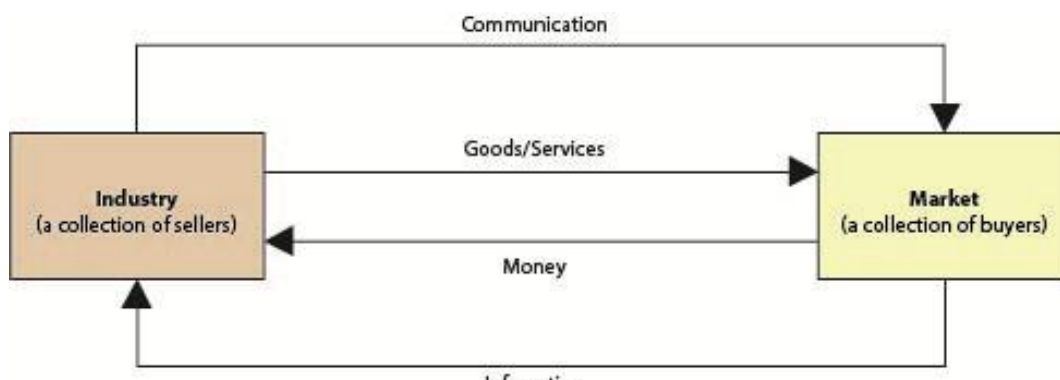 Communication
Goods/Services
Industry
(a collection of sellers)
Market
(a collection of buyers)
Money